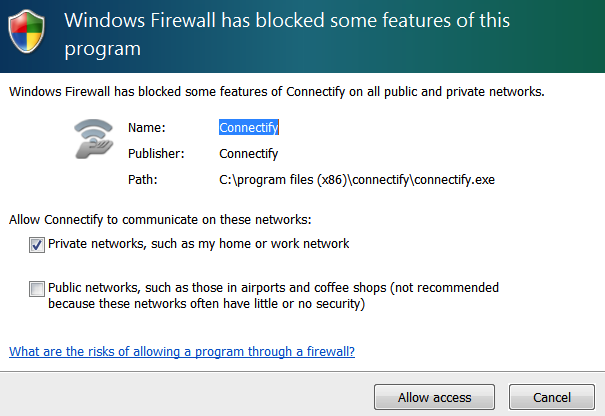 Windows Firewall has blocked some features of this
program
Windows Firewall has blocked some features of Connectify on all public and private networks.
Name: Connectify
Publisher: Connectify
Path: C:\program files (x86)\connectify\connectify.exe
Allow Connectify to communicate on these networks:
Private networks, such as my home or work network
Public networks, such as those in airports and coffee shops (not recommended
because these networks often have little or no security)
What are the risks of allowing a program through a firewall?
Allow access Cancel